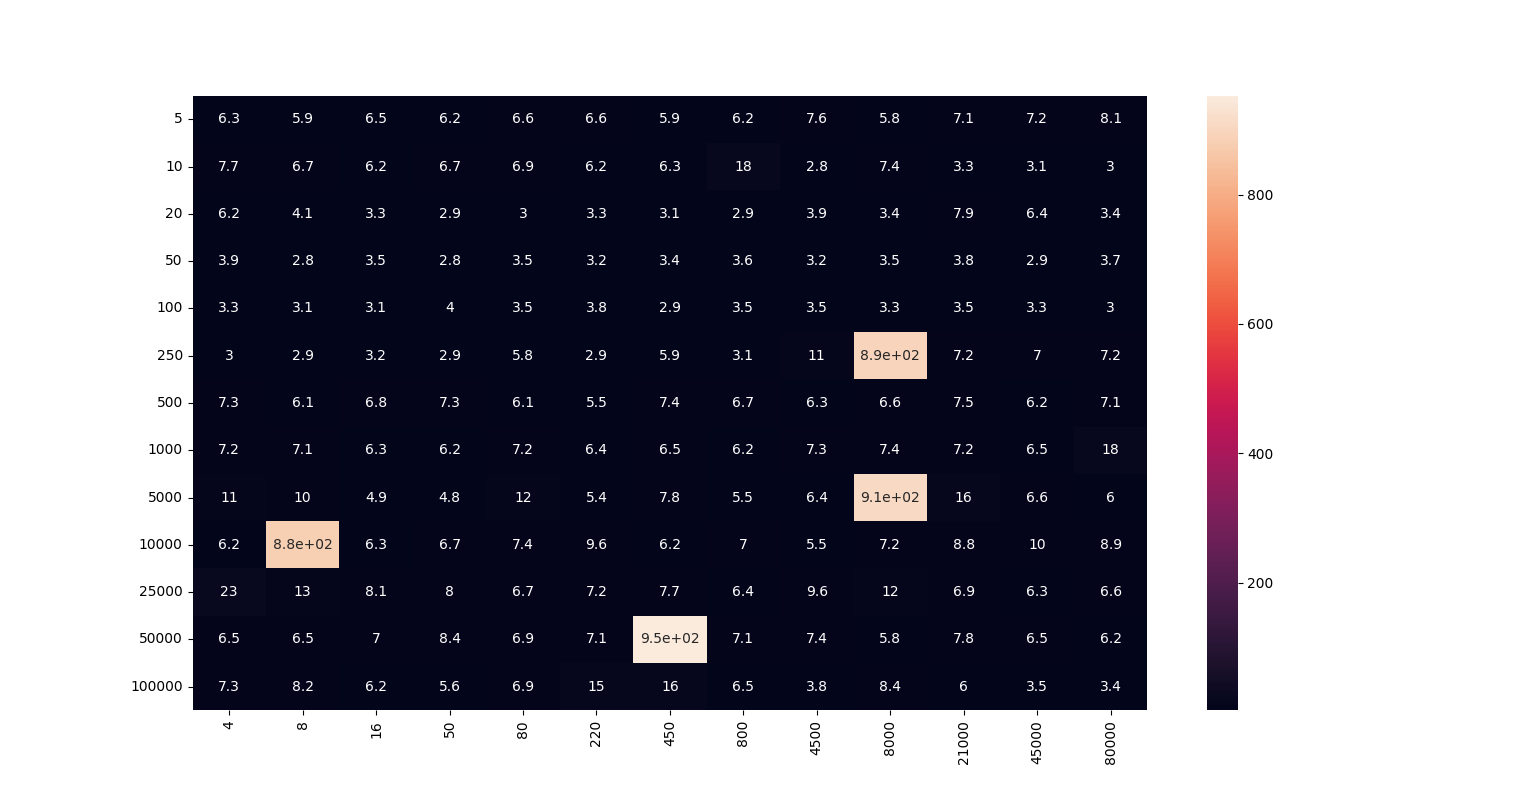 5 6.3 5.9 6.5 6.2 6.6 6.6 5.9 6.2 7.6 5.8 7.1 7.2 8.1
10 7.7 6.7 6.2 6.7 6.9 6.2 6.3 18 2.8 7.4 3.3 3.1 3
20 6.2 4.1 3.3 2.9 3 3.3 3.1 2.9 3.9 3.4 7.9 6.4 3.4
50 3.9 2.8 3.5 2.8 3.5 3.2 3.4 3.6 3.2 3.5 3.8 2.9 3.7
100 3.3 3.1 3.1 4 3.5 3.8 2.9 3.5 3.5 3.3 3.5 3.3 3
250 3 2.9 3.2 2.9 5.8 2.9 5.9 3.1 11 8.9e+02 7.2 7 7.2
500 7.3 6.1 6.8 7.3 6.1 5.5 7.4 6.7 6.3 6.6 7.5 6.2 7.1
1000 7.2 7.1 6.3 6.2 7.2 6.4 6.5 6.2 7.3 7.4 7.2 6.5 18
5000 11 10 4.9 4.8 12 5.4 7.8 5.5 6.4 9.1e+02 16 6.6 6
10000 6.2 8.8e+02 6.3 6.7 7.4 9.6 6.2 7 5.5 7.2 8.8 10 8.9
25000 23 13 8.1 8 6.7 7.2 7.7 6.4 9.6 12 6.9 6.3 6.6
50000 6.5 6.5 7 8.4 6.9 7.1 9.5e+02 7.1 7.4 5.8 7.8 6.5 6.2
100000 7.3 8.2 6.2 5.6 6.9 15 16 6.5 3.8 8.4 6 3.5 3.4
4 8 16 50 80 220 450 800 4500 8000 21000 45000 80000
800
600
400
200